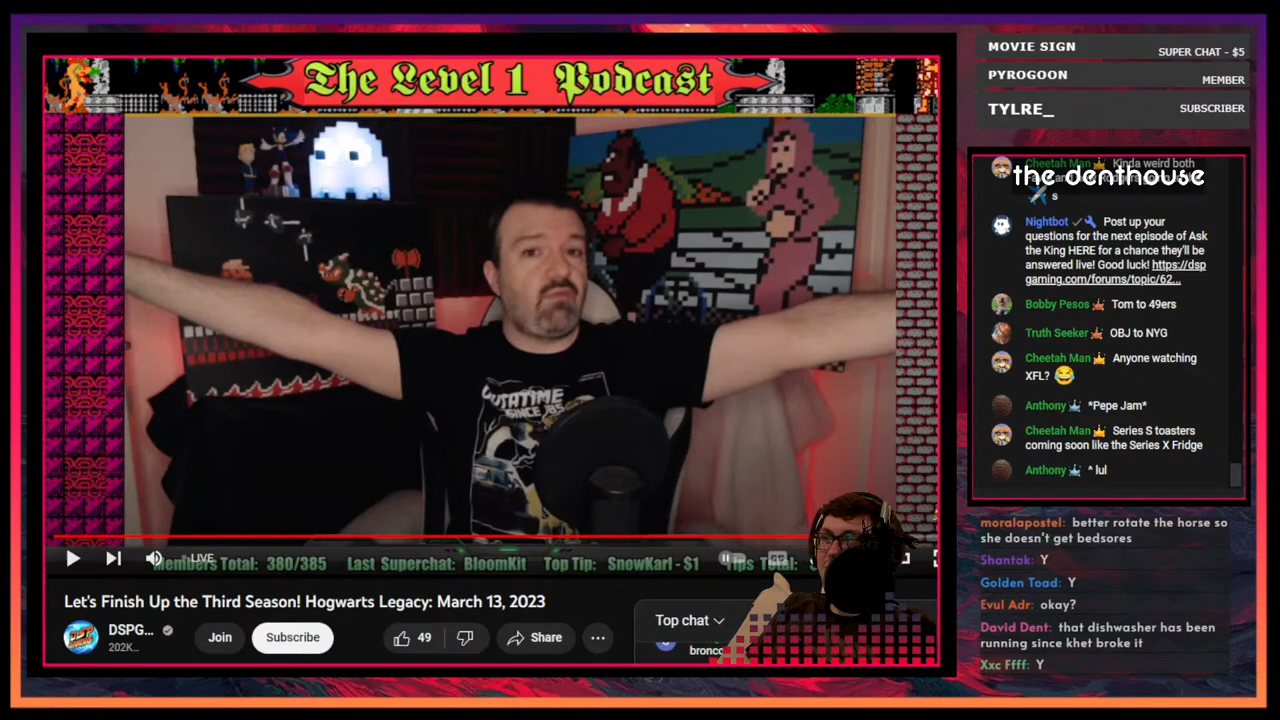 The Level 1 Podcast
OUTATIME
SINCE '85
LIVE
Members Total: 380/385 Last Superchat: BloomKit Top Tip: SnowKarl - $1 Tips Total:
Let's Finish Up the Third Season! Hogwarts Legacy: March 13, 2023
DSPG...
202K...
Join
Subscribe
49
Share
Top chat
bronco
MOVIE SIGN SUPER CHAT - $5
PYROGOON MEMBER
TYLRE_ SUBSCRIBER
the denthouse
Cheetah Man Kinda weird both
s
Nightbot Post up your
questions for the next episode of Ask
the King HERE for a chance they'll be
answered live! Good luck! https://dsp
gaming.com/forums/topic/62...
Bobby Pesos Tom to 49ers
Truth Seeker OBJ to NYG
Cheetah Man Anyone watching
XFL?
Anthony *Pepe Jam*
Cheetah Man Series S toasters
coming soon like the Series X Fridge
Anthony ^ lul
moralapostel: better rotate the horse so
she doesn't get bedsores
Shantak: Y
Golden Toad: Y
Evul Adr: okay?
David Dent: that dishwasher has been
running since khet broke it
Xxc Ffff: Y